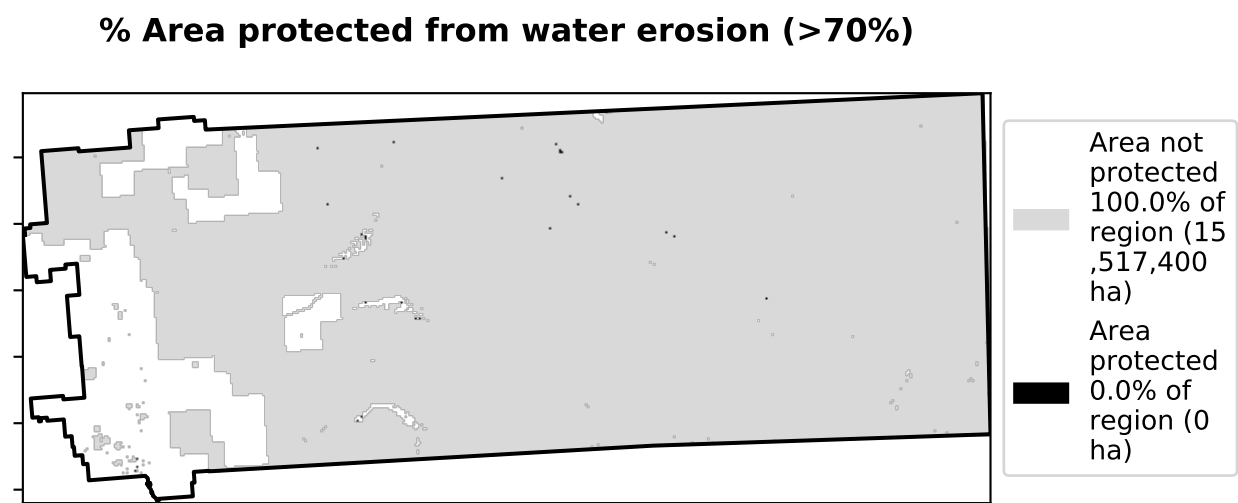 % Area protected from water erosion (>70%)
Area not
protected
100.0% of
region (15
,517,400
ha)
Area
protected
0.0% of
region (0
ha)